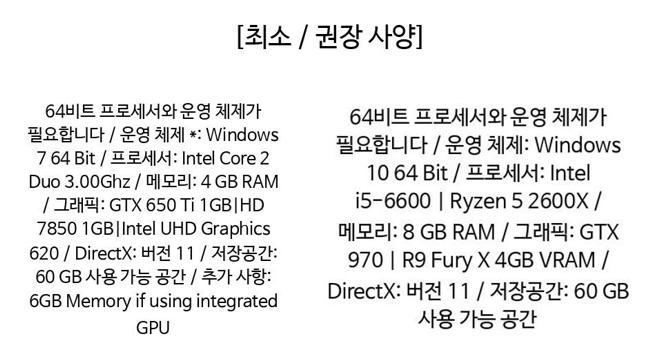 [최소 / 권장 사양]
64비트 프로세서와 운영 체제가
필요합니다 / 운영 체제 *: Windows
7 64 Bit / 프로세서: Intel Core 2
Duo 3.00Ghz / 메모리: 4 GB RAM
/ 그래픽: GTX 650 Ti 1GB|HD
7850 1GB|Intel UHD Graphics
620 / DirectX: 버전 11 / 저장공간:
60 GB 사용 가능 공간 / 추가 사항:
6GB Memory if using integrated
GPU
64비트 프로세서와 운영 체제가
필요합니다 / 운영 체제: Windows
10 64 Bit / 프로세서: Intel
i5-6600 | Ryzen 5 2600X /
메모리: 8 GB RAM / 그래픽: GTX
970 | R9 Fury X 4GB VRAM /
DirectX: 버전 11 / 저장공간: 60 GB
사용 가능 공간